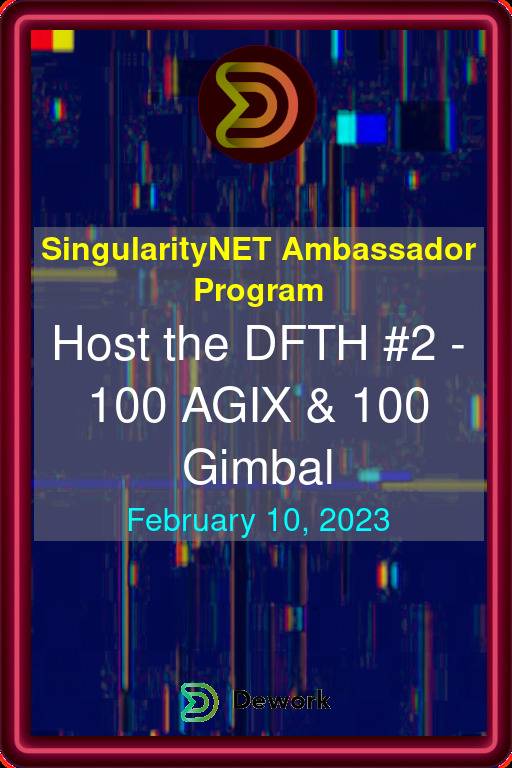 SingularityNET Ambassador
Program
Host the DFTH #2 -
100 AGIX & 100
Gimbal
February 10, 2023
Dework